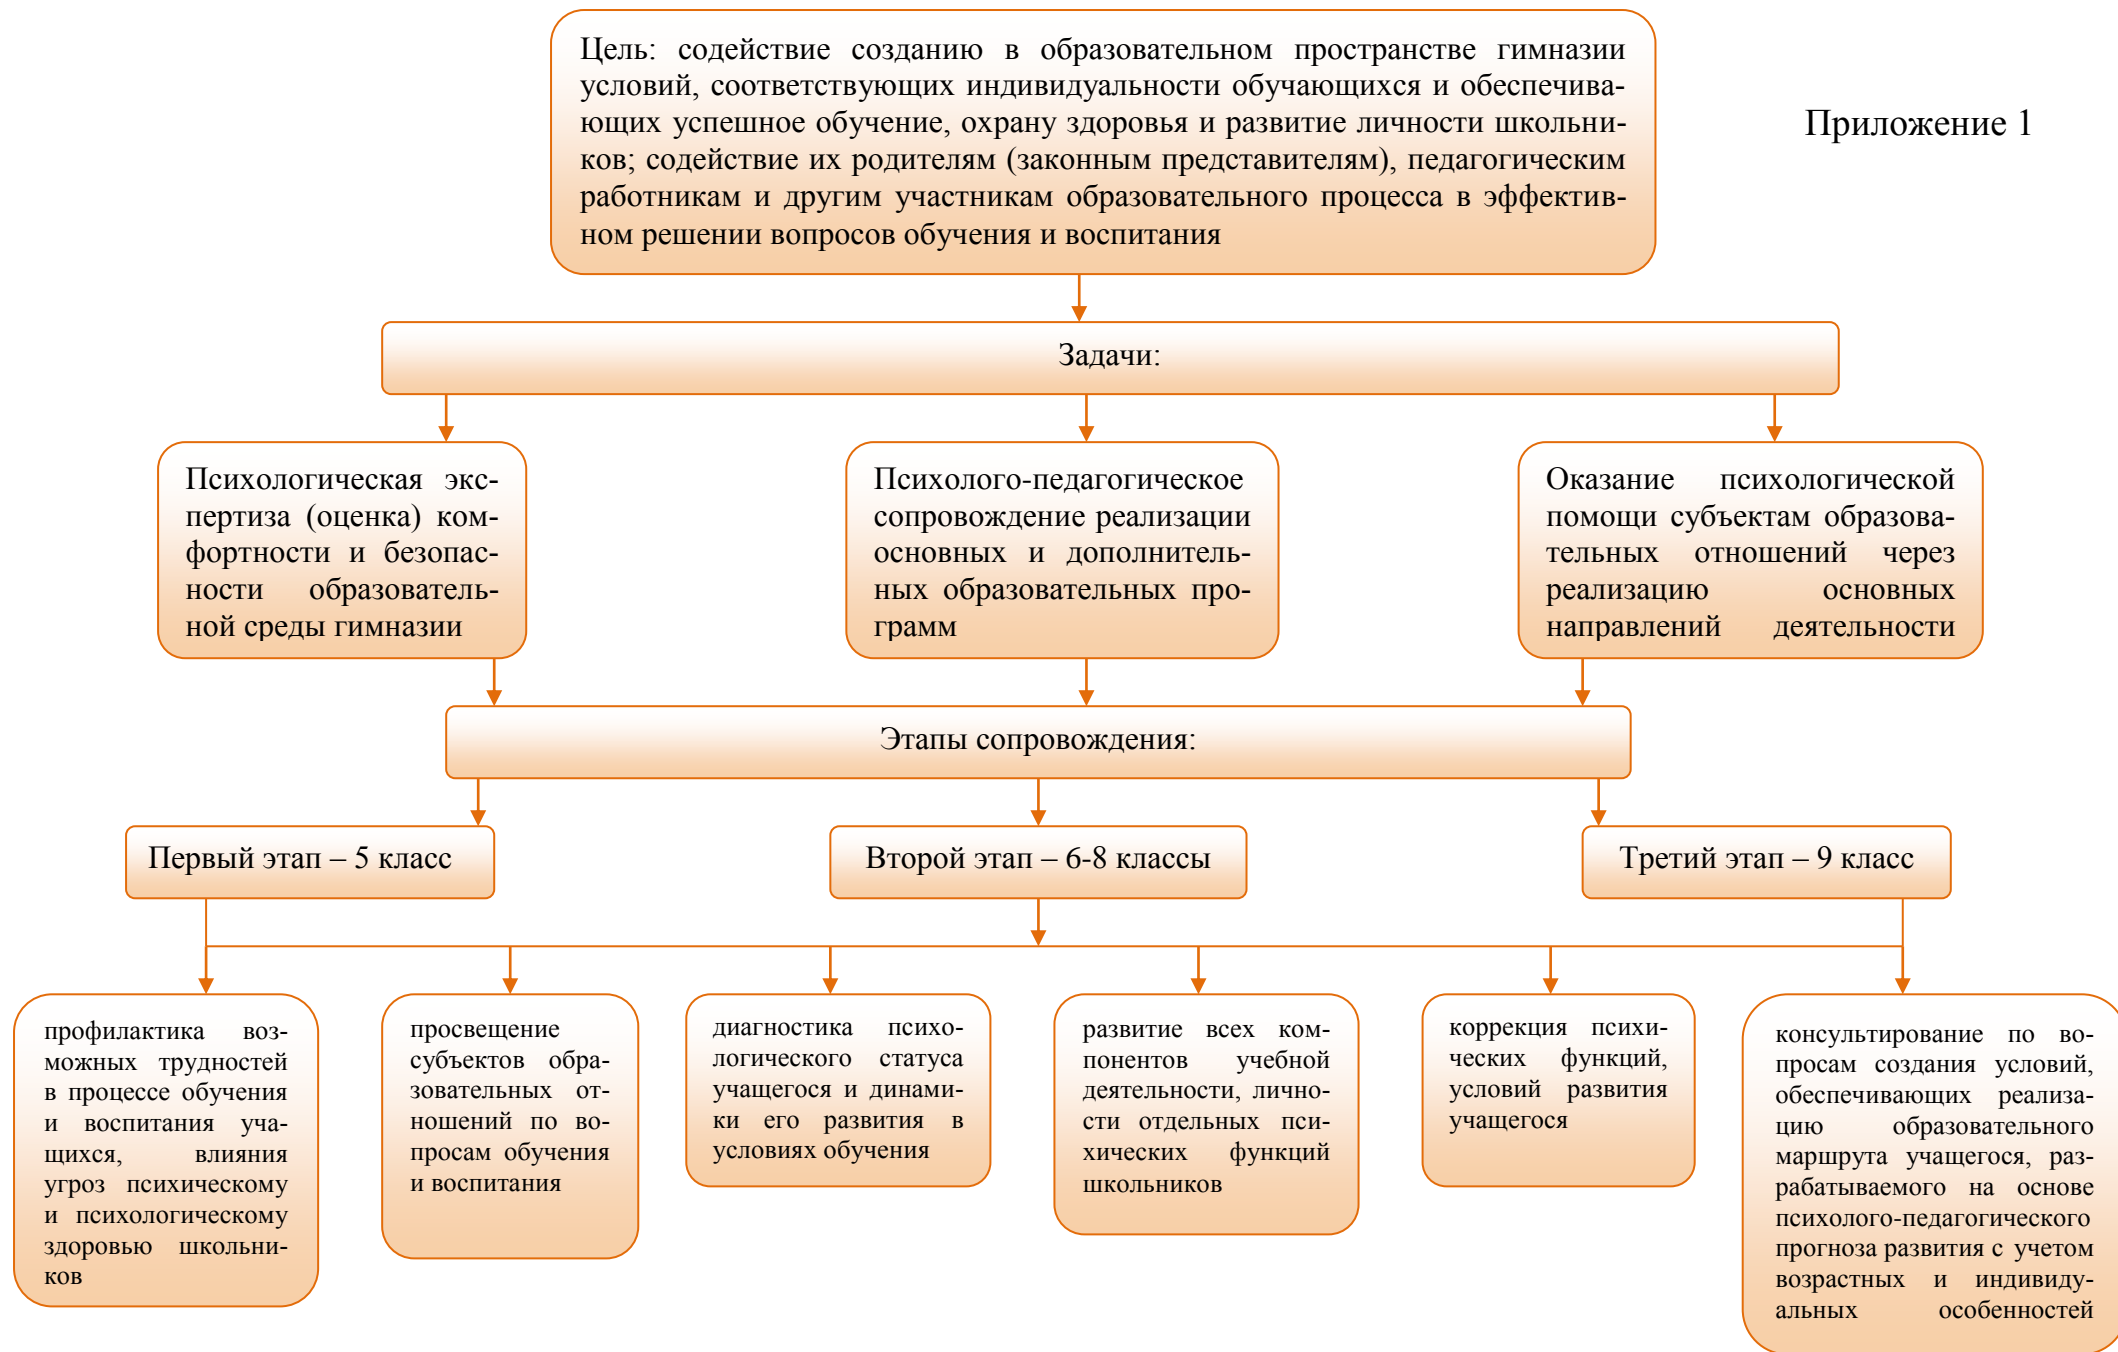 Цель: содействие созданию в образовательном пространстве гимназии
условий, соответствующих индивидуальности обучающихся и обеспечива-
ющих успешное обучение, охрану здоровья и развитие личности школьни-
ков; содействие их родителям (законным представителям), педагогическим
работникам и другим участникам образовательного процесса в эффектив-
ном решении вопросов обучения и воспитания
Приложение 1
Задачи:
Психологическая экс-
пертиза (оценка) ком-
фортности и безопас-
ности образователь-
ной среды гимназии
Психолого-педагогическое
сопровождение реализации
основных и дополнитель-
ных образовательных про-
грамм
Оказание психологической
помощи субъектам образова-
тельных отношений через
реализацию основных
направлений деятельности
Этапы сопровождения:
Первый этап – 5 класс
Второй этап – 6-8 классы
Третий этап – 9 класс
профилактика воз-
можных трудностей
в процессе обучения
и воспитания уча-
щихся, влияния
угроз психическому
и психологическому
здоровью школьни-
ков
просвещение
субъектов обра-
зовательных от-
ношений по во-
просам обучения
и воспитания
диагностика психо-
логического статуса
учащегося и динами-
ки его развития в
условиях обучения
развитие всех ком-
понентов учебной
деятельности, лично-
сти отдельных пси-
хических функций
школьников
коррекция психи-
ческих функций,
условий развития
учащегося
консультирование по во-
просам создания условий,
обеспечивающих реализа-
цию образовательного
маршрута учащегося, раз-
рабатываемого на основе
психолого-педагогического
прогноза развития с учетом
возрастных и индивиду-
альных особенностей